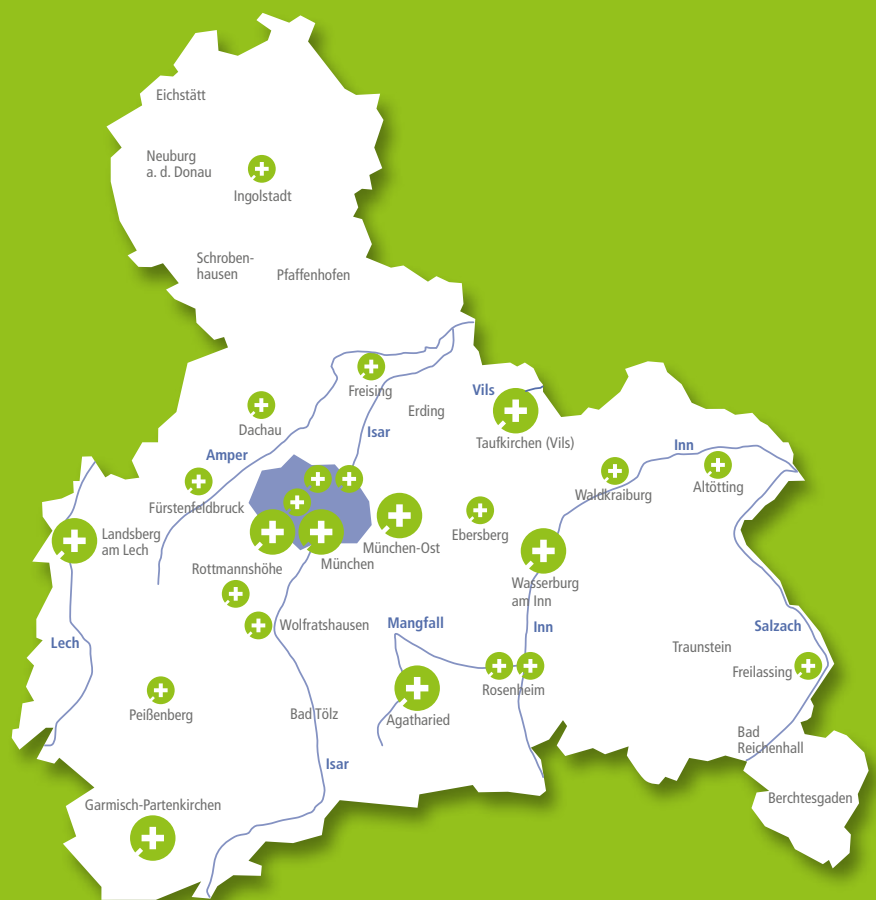 Eichstätt
Neuburg
a. d. Donau
Ingolstadt
Schroben-
hausen
Pfaffenhofen
Freising
Vils
Erding
Dachau
Isar
Taufkirchen (Vils)
Amper
Inn
Fürstenfeldbruck
Waldkraiburg
Altötting
Landsberg
am Lech
Ebersberg
München-Ost
München
Rottmannshöhe
Wasserburg
am Inn
Wolfratshausen
Mangfall
Inn
Salzach
Lech
Traunstein
Freilassing
Rosenheim
Peißenberg
Bad Tölz
Agatharied
Bad
Reichenhall
Isar
Garmisch-Partenkirchen
Berchtesgaden